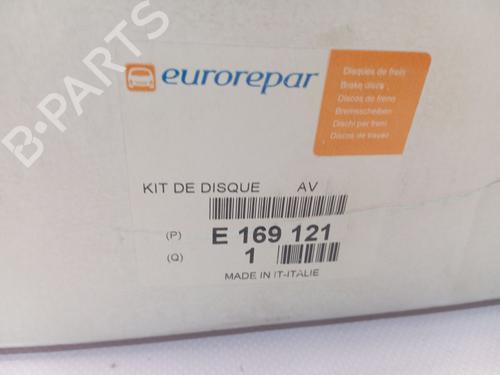 B-PARTS
eurorepar
Disques de frein
Brake discs
Discos de freno
Bremsscheiben
Dischi per freni
Discos de travao
KIT DE DISQUE AV
(P) E 169 121
(Q) 1
MADE IN IT-ITALIE